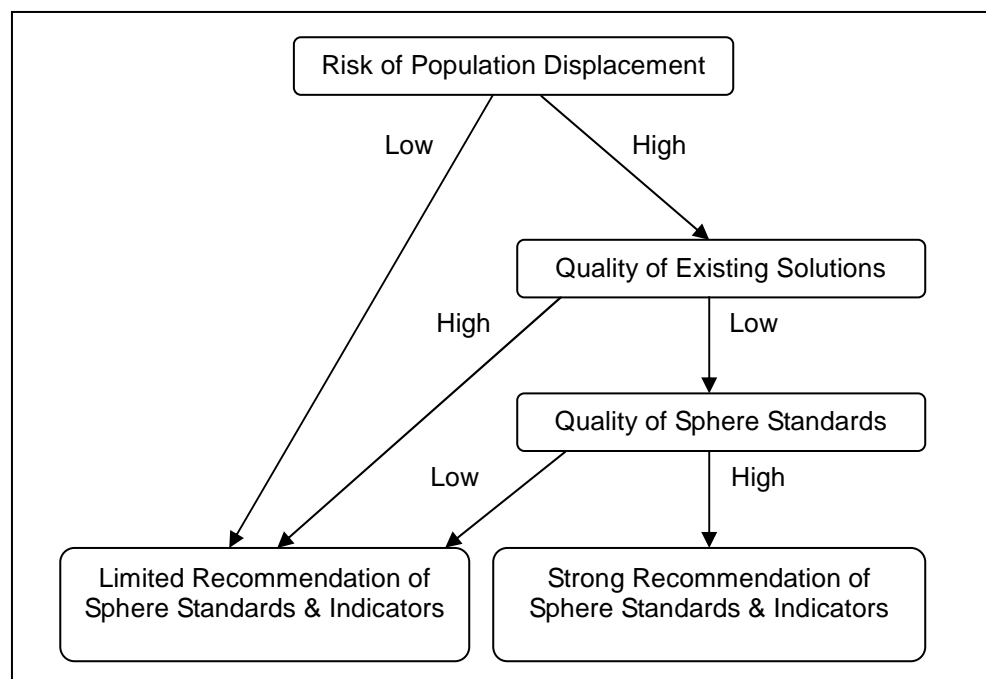 Risk of Population Displacement
Low
High
Quality of Existing Solutions
High
Low
Quality of Sphere Standards
Low
High
Limited Recommendation of
Sphere Standards & Indicators
Strong Recommendation of
Sphere Standards & Indicators